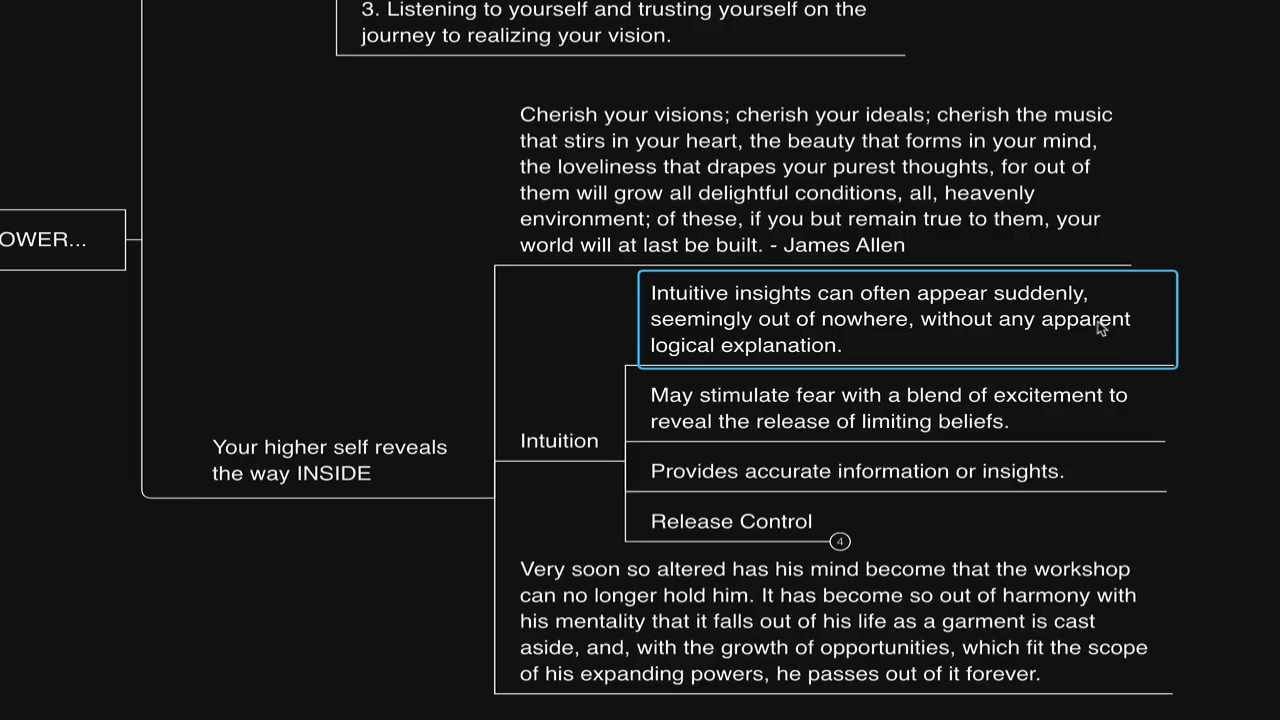 3. Listening to yourself and trusting yourself on the
journey to realizing your vision.
Cherish your visions; cherish your ideals; cherish the music
that stirs in your heart, the beauty that forms in your mind,
the loveliness that drapes your purest thoughts, for out of
them will grow all delightful conditions, all, heavenly
environment; of these, if you but remain true to them, your
world will at last be built. - James Allen
OWER...
Intuitive insights can often appear suddenly,
seemingly out of nowhere, without any apparent
logical explanation.
May stimulate fear with a blend of excitement to
reveal the release of limiting beliefs.
Intuition
Your higher self reveals
the way INSIDE
Provides accurate information or insights.
Release Control
4
Very soon so altered has his mind become that the workshop
can no longer hold him. It has become so out of harmony with
his mentality that it falls out of his life as a garment is cast
aside, and, with the growth of opportunities, which fit the scope
of his expanding powers, he passes out of it forever.